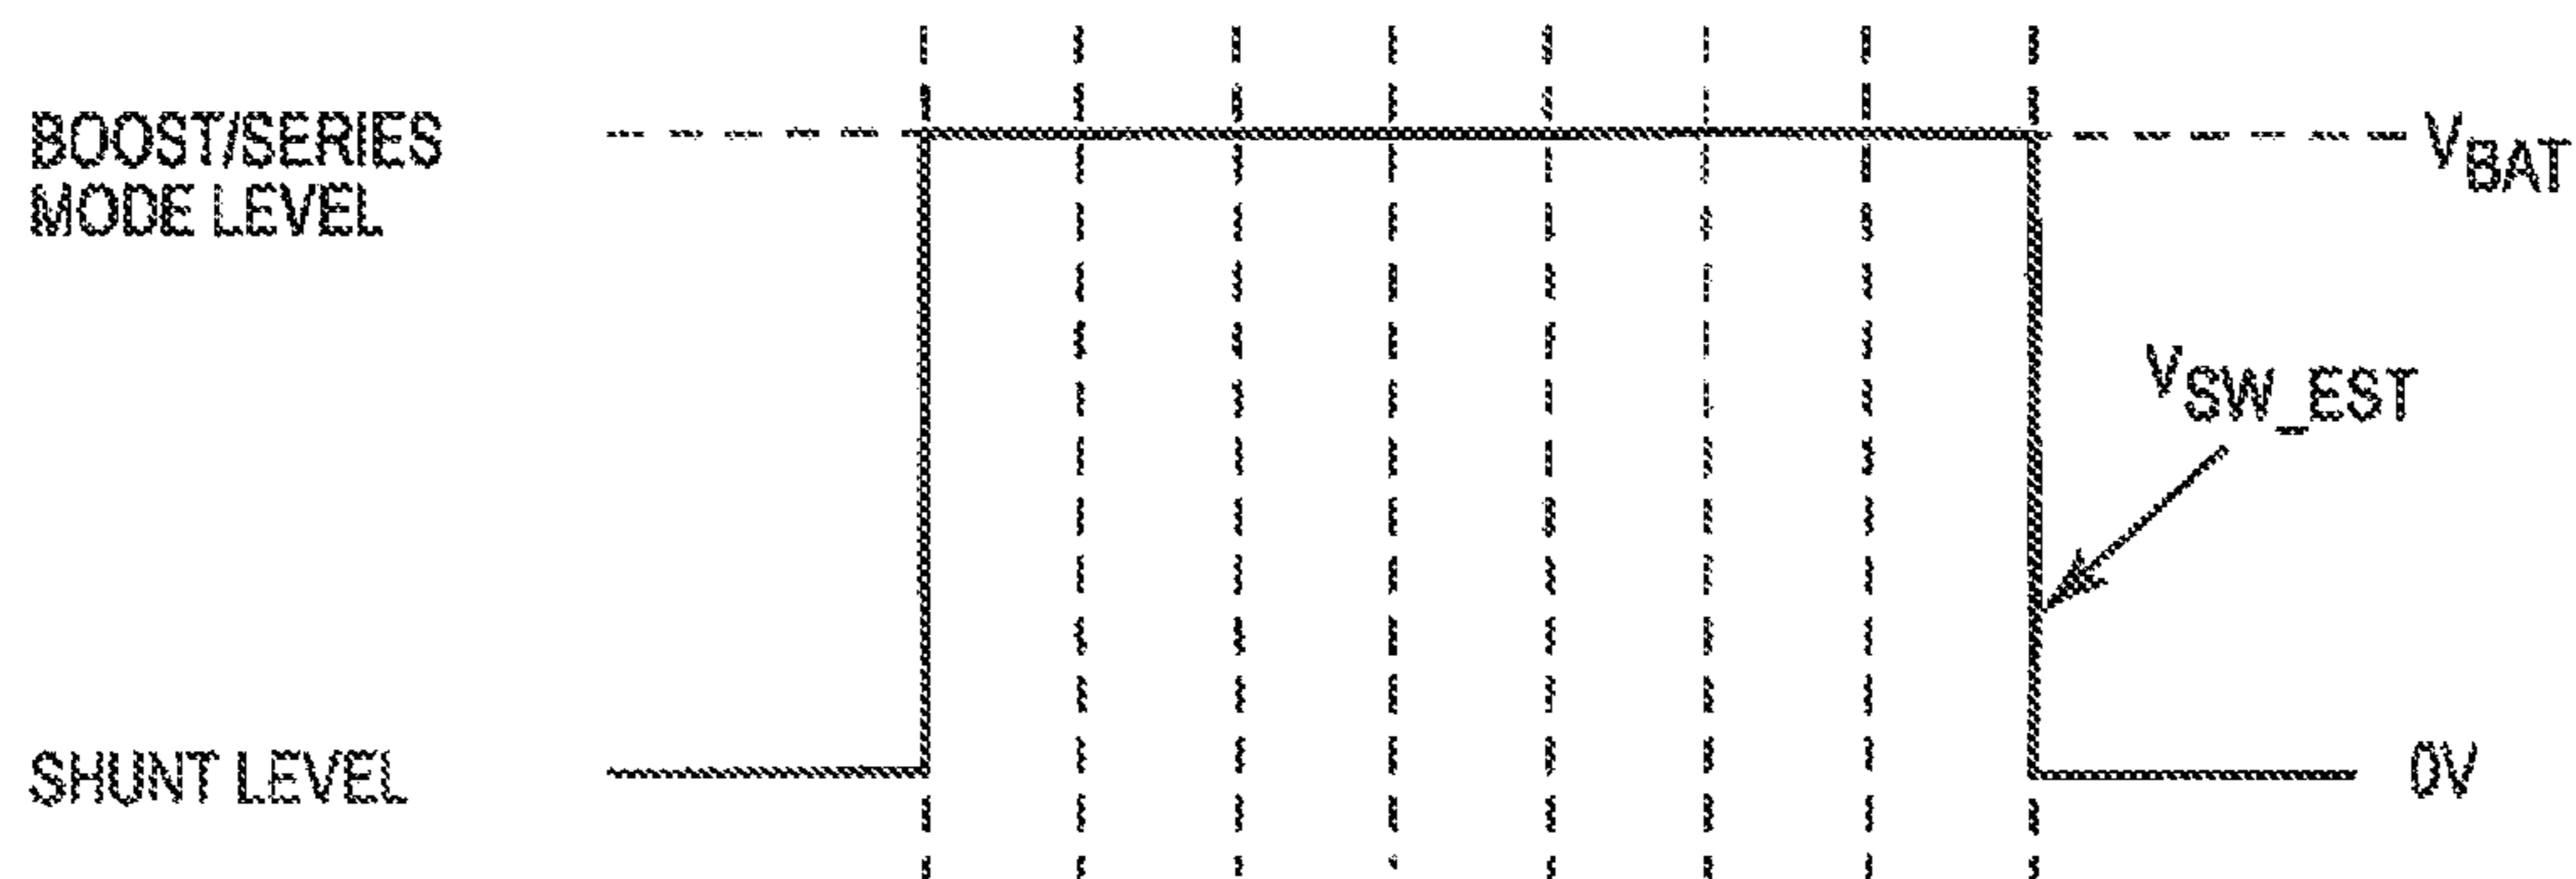 BOOST/SERIES
MODE LEVEL
VBAT
VSW_EST
SHUNT LEVEL
0V